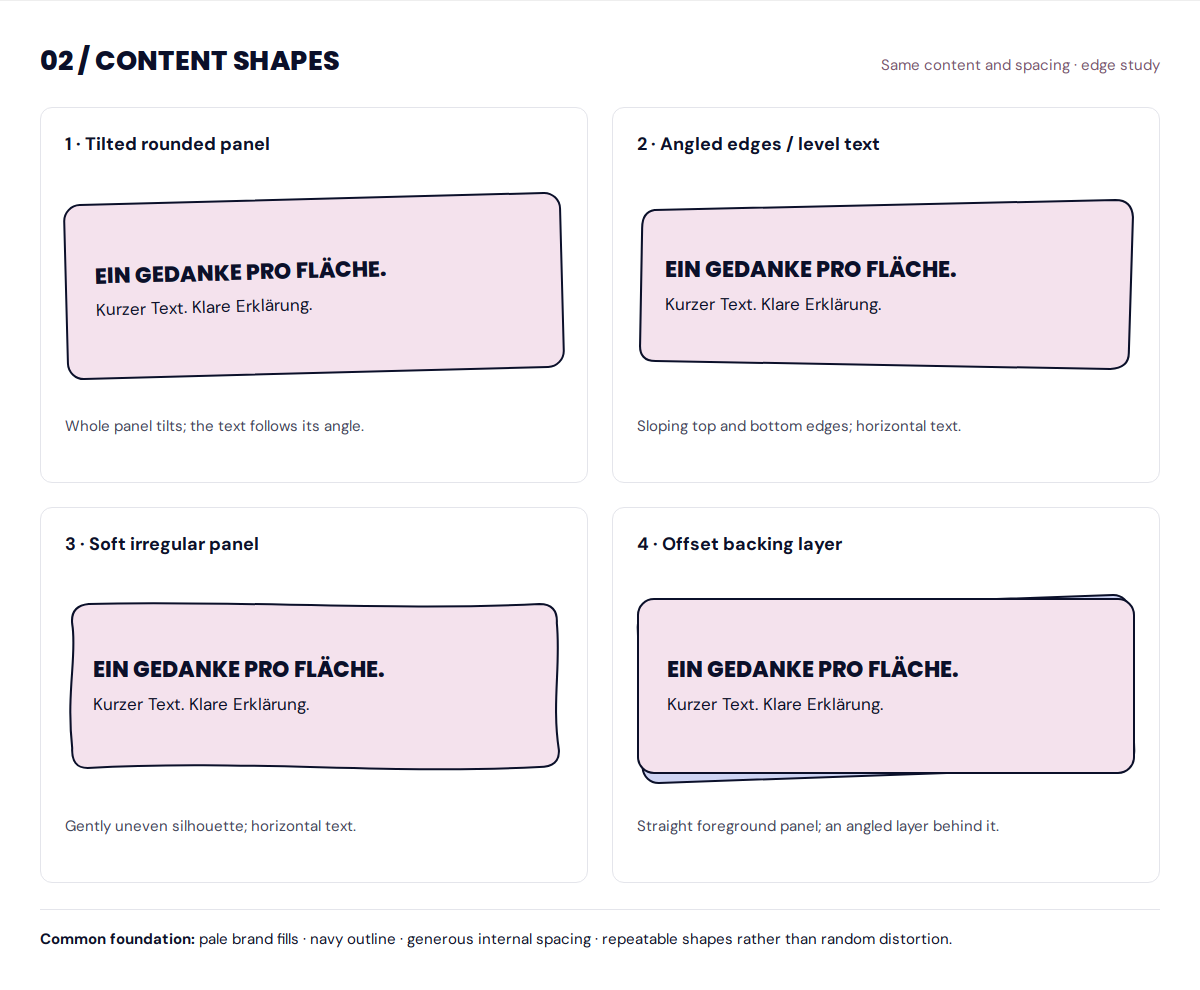 02 / CONTENT SHAPES
Same content and spacing · edge study
1 · Tilted rounded panel
EIN GEDANKE PRO FLÄCHE.
Kurzer Text. Klare Erklärung.
Whole panel tilts; the text follows its angle.
2 · Angled edges / level text
EIN GEDANKE PRO FLÄCHE.
Kurzer Text. Klare Erklärung.
Sloping top and bottom edges; horizontal text.
3 · Soft irregular panel
EIN GEDANKE PRO FLÄCHE.
Kurzer Text. Klare Erklärung.
Gently uneven silhouette; horizontal text.
4 · Offset backing layer
EIN GEDANKE PRO FLÄCHE.
Kurzer Text. Klare Erklärung.
Straight foreground panel; an angled layer behind it.
Common foundation: pale brand fills · navy outline · generous internal spacing · repeatable shapes rather than random distortion.